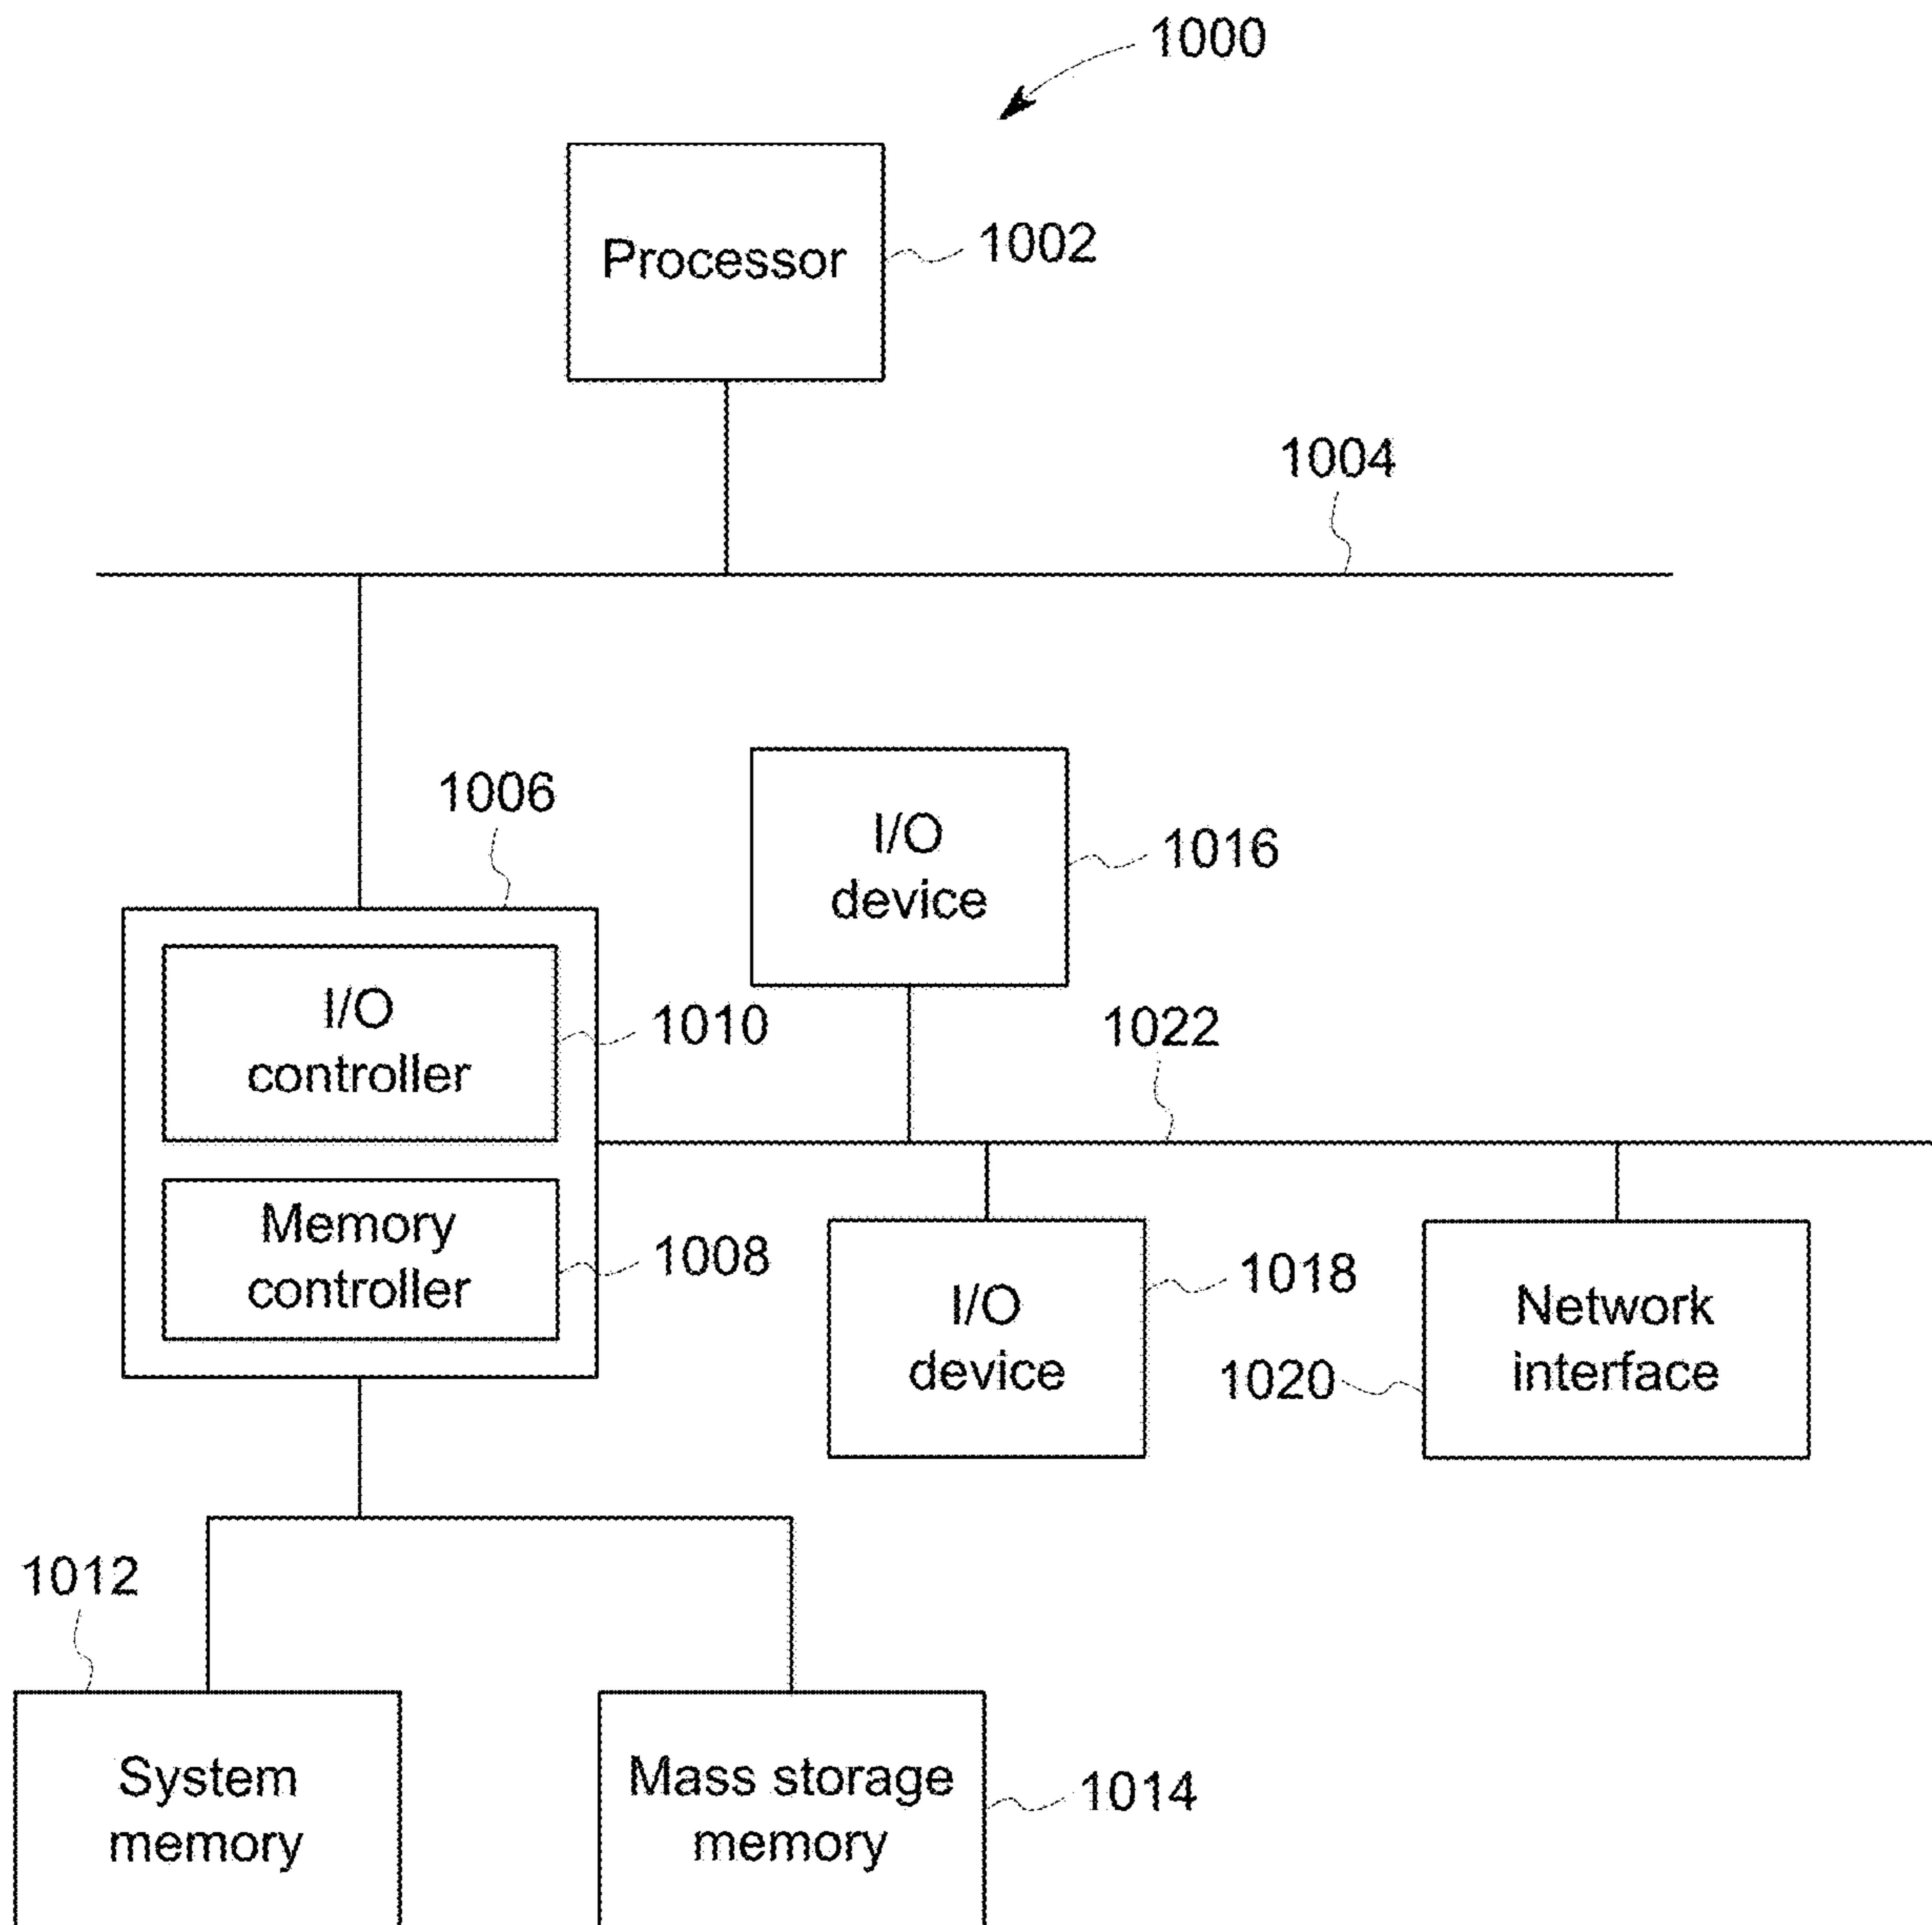 1000
Processor
1002
1004
1006
I/O
device
1016
I/O
controller
1010
1022
Memory
controller
1008
I/O
device
1018
Network
interface
1020
1012
System
memory
Mass storage
memory
1014